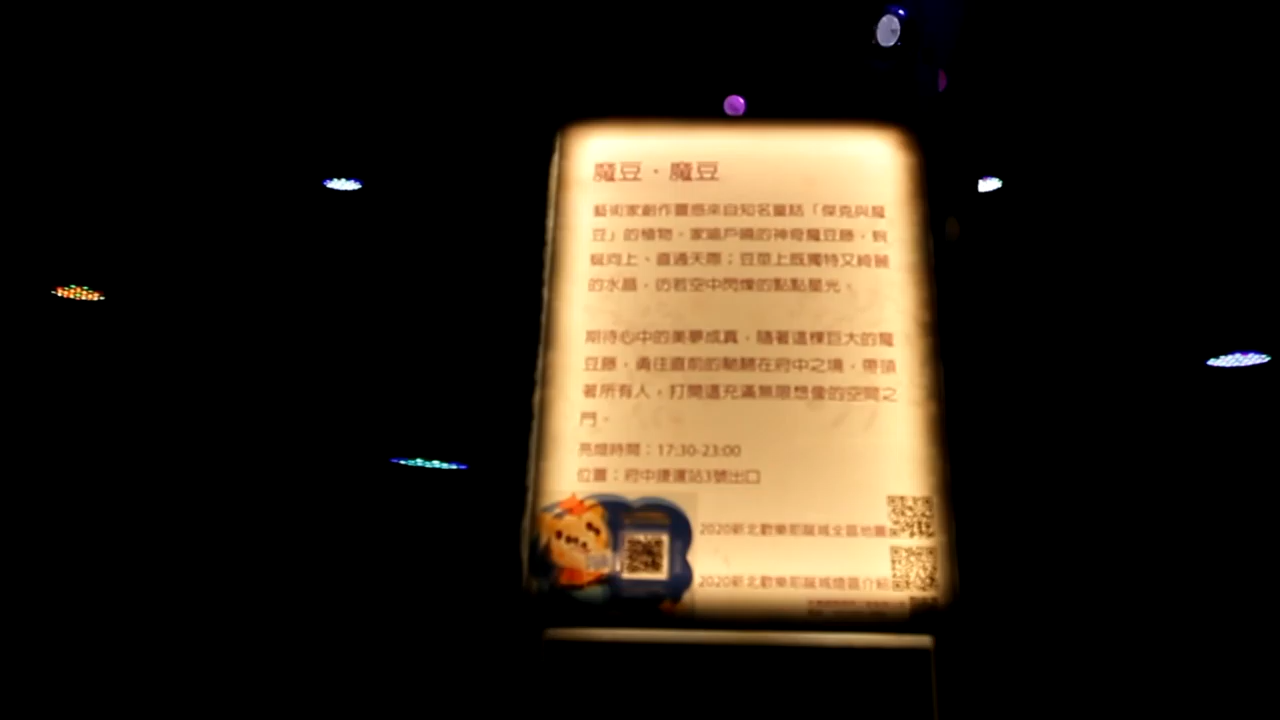 魔豆·魔豆
藝術家創作靈感來自知名童話「傑克與魔
豆」的植物。家喻戶曉的神奇魔豆藤，蜿
蜒向上、直通天際；豆莖上既獨特又綺麗
的水晶，彷若空中閃爍的點點星光。
期待心中的美夢成真，隨著這棵巨大的魔
豆藤，勇往直前的馳騁在府中之境，帶領
著所有人，打開這充滿無限想像的空間之
門。
亮燈時間：17:30-23:00
位置：府中捷運站3號出口
2020新北歡樂耶誕城全區地圖
2020新北歡樂耶誕城燈區介紹